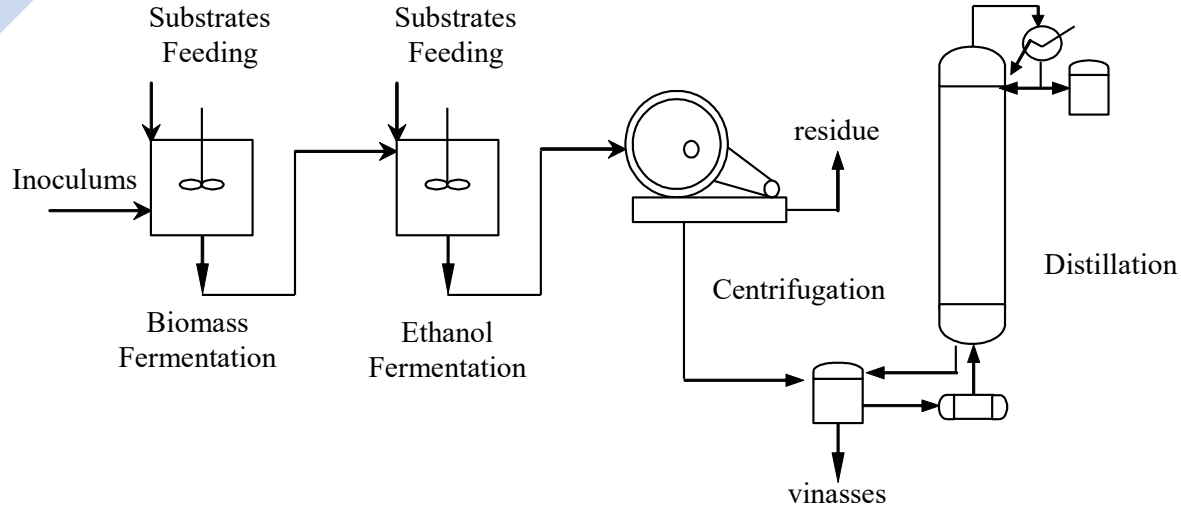 Substrates
Feeding
Substrates
Feeding
Inoculums
residue
Biomass
Fermentation
Ethanol
Fermentation
Centrifugation
Distillation
vinasses